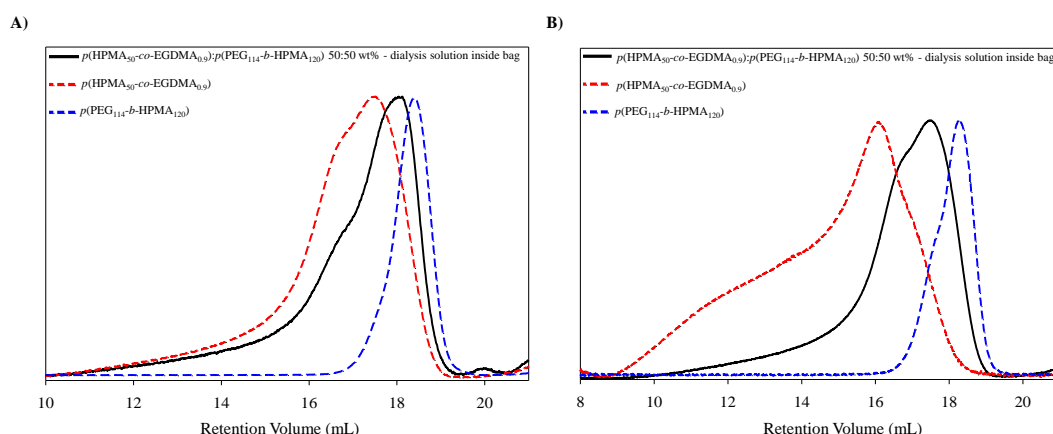 A)
p(HPMA₅₀-co-EGDMA₀.₉):p(PEG₁₁₄-b-HPMA₁₂₀) 50:50 wt% - dialysis solution inside bag
p(HPMA₅₀-co-EGDMA₀.₉)
p(PEG₁₁₄-b-HPMA₁₂₀)
10 12 14 16 18 20
Retention Volume (mL)
B)
p(HPMA₅₀-co-EGDMA₀.₉):p(PEG₁₁₄-b-HPMA₁₂₀) 50:50 wt% - dialysis solution inside bag
p(HPMA₅₀-co-EGDMA₀.₉)
p(PEG₁₁₄-b-HPMA₁₂₀)
8 10 12 14 16 18 20
Retention Volume (mL)